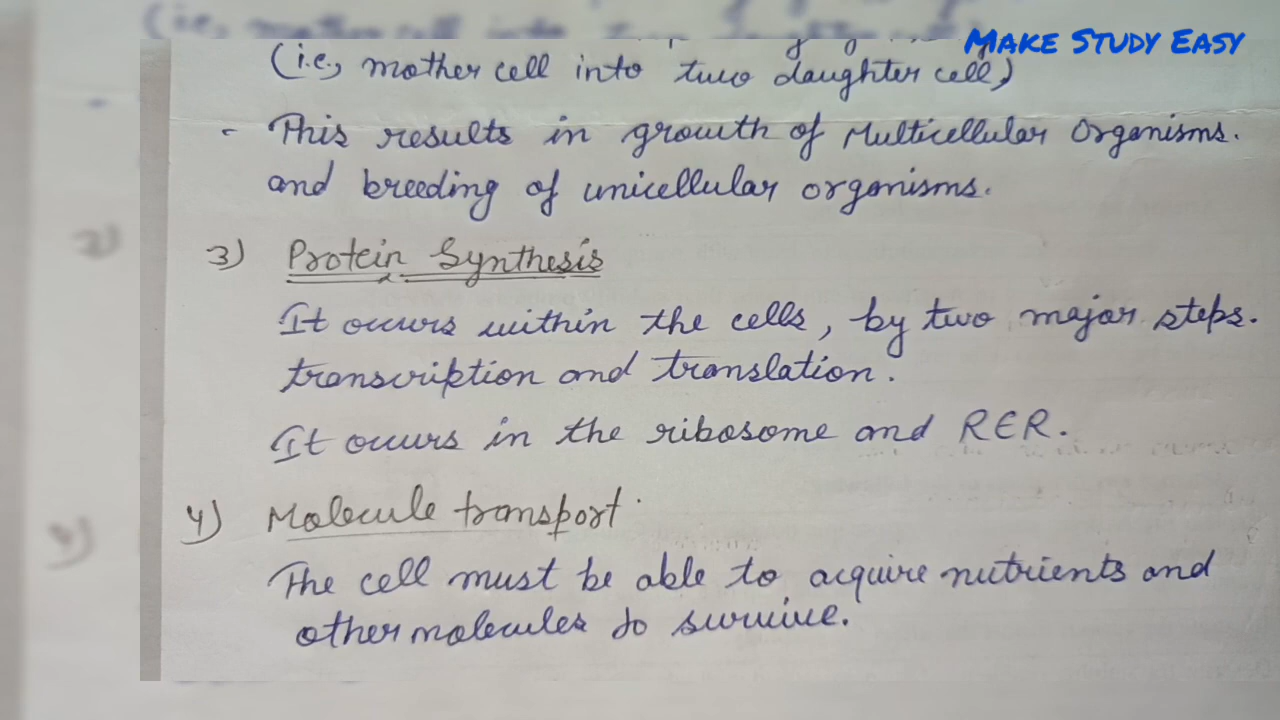 MAKE STUDY EASY
(i.e., mother cell into two daughter cell)
- This results in growth of Multicellular Organisms.
and breeding of unicellular organisms.
3) Protein Synthesis
It occurs within the cells, by two major steps.
transcription and translation.
It occurs in the ribosome and RER.
4) Molecule transport.
The cell must be able to acquire nutrients and
other molecules to survive.